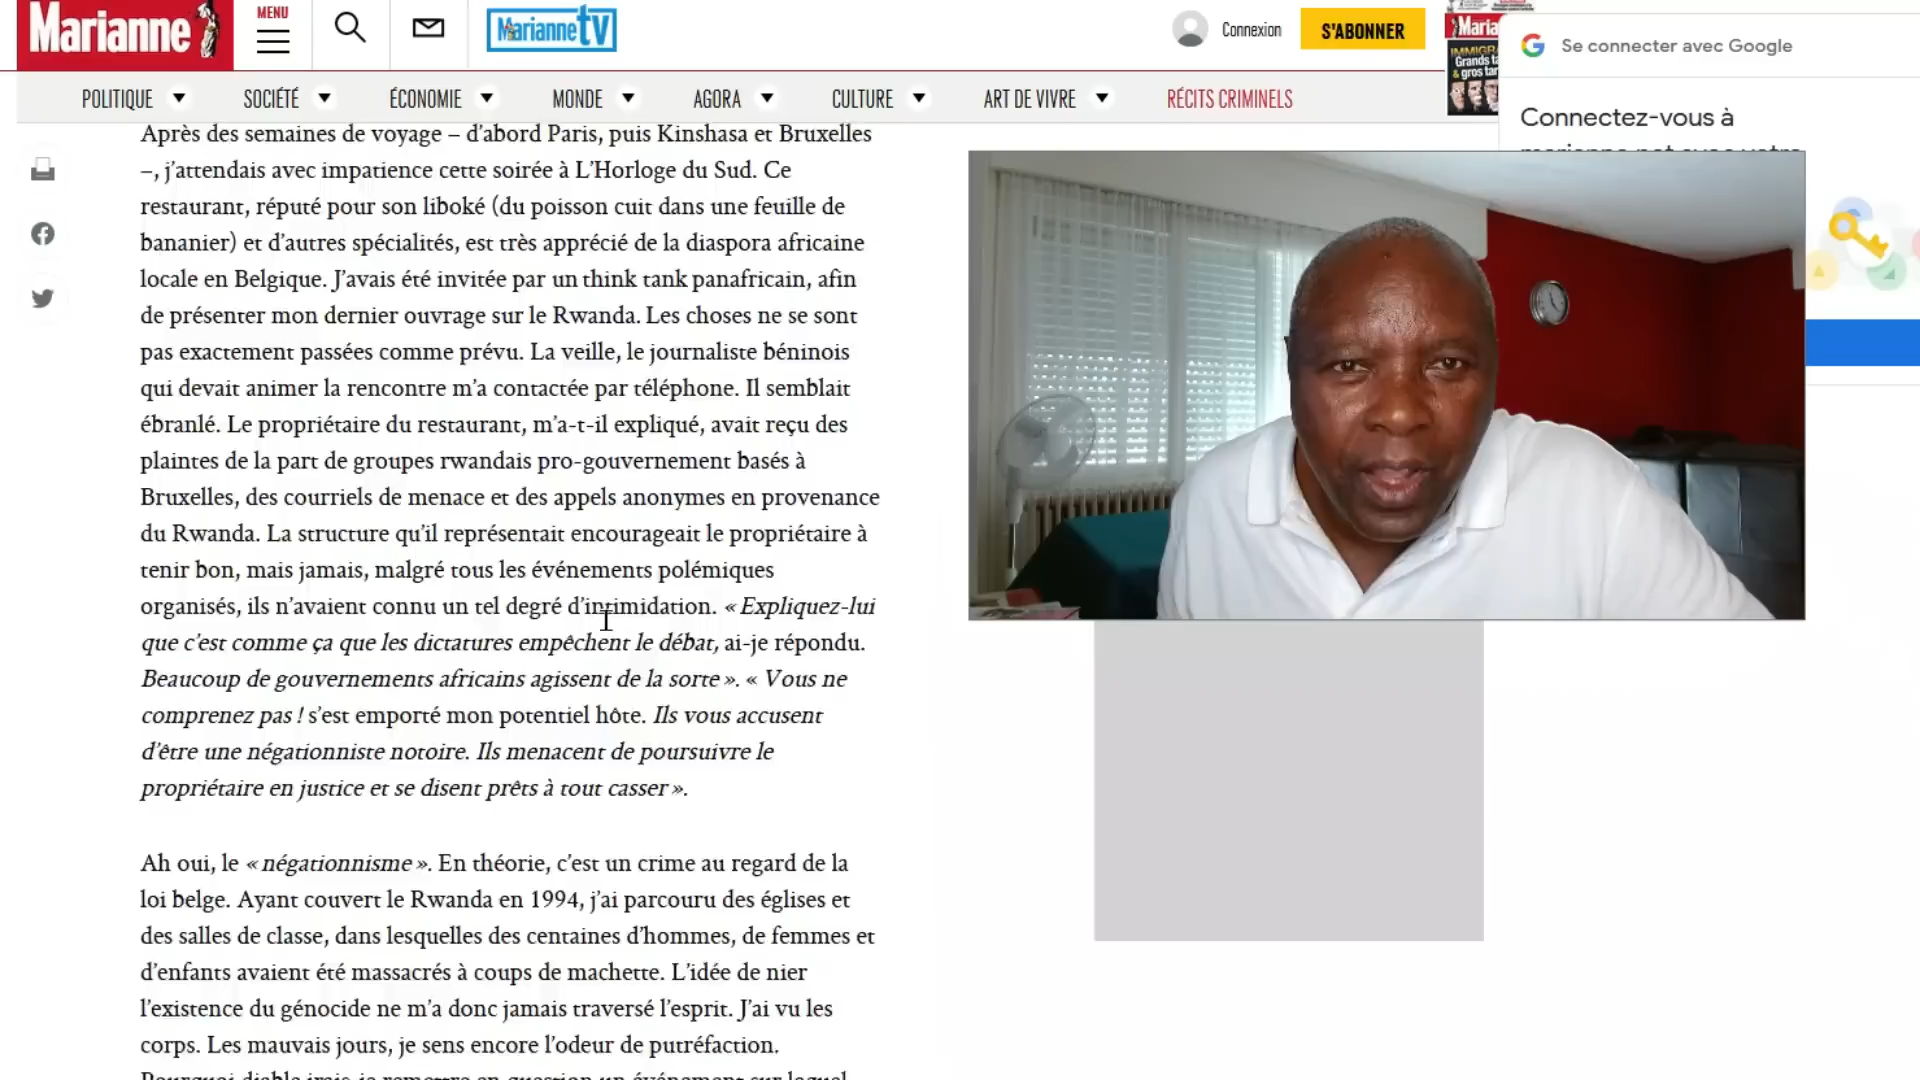 Marianne
MENU
Marianne TV
Connexion
S'ABONNER
Se connecter avec Google
Connectez-vous à
POLITIQUE
SOCIÉTÉ
ÉCONOMIE
MONDE
AGORA
CULTURE
ART DE VIVRE
RÉCITS CRIMINELS
Après des semaines de voyage – d'abord Paris, puis Kinshasa et Bruxelles
–, j'attendais avec impatience cette soirée à L'Horloge du Sud. Ce
restaurant, réputé pour son liboké (du poisson cuit dans une feuille de
bananier) et d'autres spécialités, est très apprécié de la diaspora africaine
locale en Belgique. J'avais été invitée par un think tank panafricain, afin
de présenter mon dernier ouvrage sur le Rwanda. Les choses ne se sont
pas exactement passées comme prévu. La veille, le journaliste béninois
qui devait animer la rencontre m'a contactée par téléphone. Il semblait
ébranlé. Le propriétaire du restaurant, m'a-t-il expliqué, avait reçu des
plaintes de la part de groupes rwandais pro-gouvernement basés à
Bruxelles, des courriels de menace et des appels anonymes en provenance
du Rwanda. La structure qu'il représentait encourageait le propriétaire à
tenir bon, mais jamais, malgré tous les événements polémiques
organisés, ils n'avaient connu un tel degré d'intimidation. « Expliquez-lui
que c'est comme ça que les dictatures empêchent le débat, ai-je répondu.
Beaucoup de gouvernements africains agissent de la sorte ». « Vous ne
comprenez pas ! s'est emporté mon potentiel hôte. Ils vous accusent
d'être une négationniste notoire. Ils menacent de poursuivre le
propriétaire en justice et se disent prêts à tout casser ».
Ah oui, le « négationnisme ». En théorie, c'est un crime au regard de la
loi belge. Ayant couvert le Rwanda en 1994, j'ai parcouru des églises et
des salles de classe, dans lesquelles des centaines d'hommes, de femmes et
d'enfants avaient été massacrés à coups de machette. L'idée de nier
l'existence du génocide ne m'a donc jamais traversé l'esprit. J'ai vu les
corps. Les mauvais jours, je sens encore l'odeur de putréfaction.